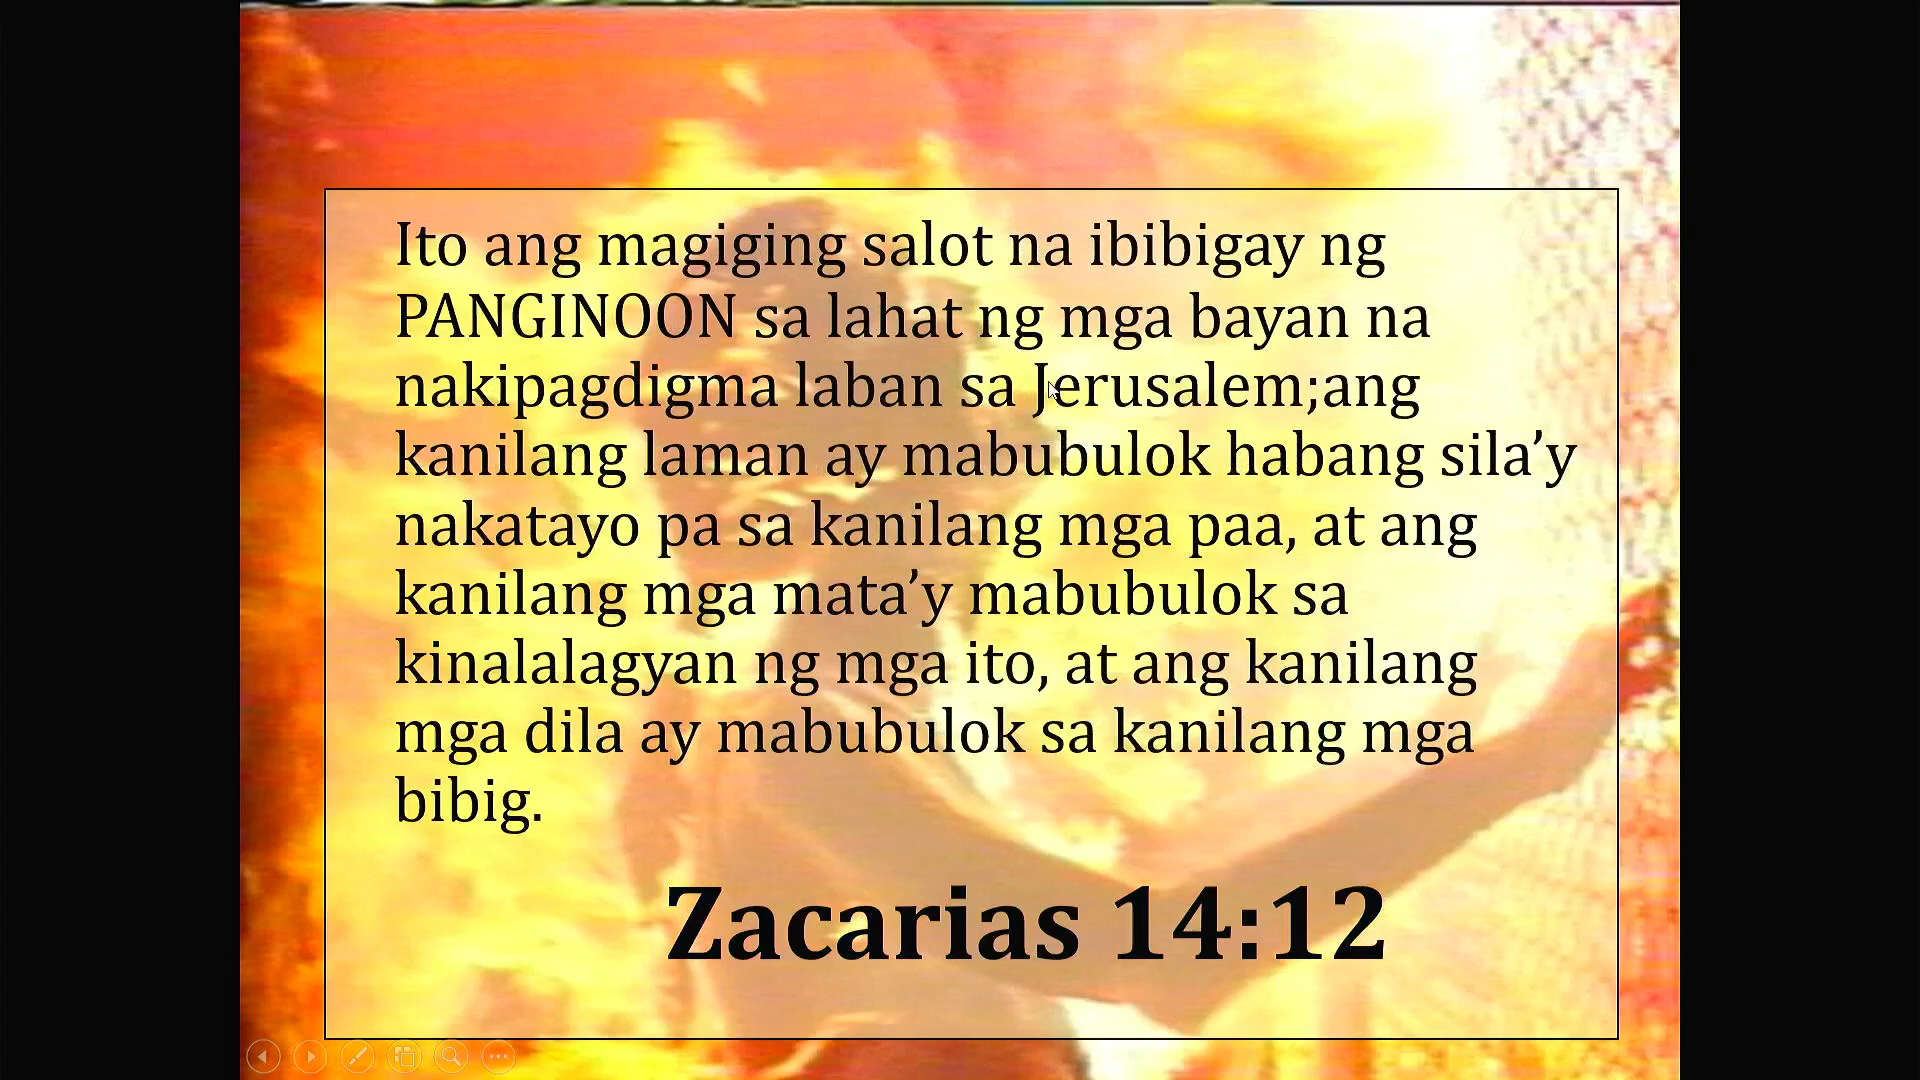 Ito ang magiging salot na ibibigay ng
PANGINOON sa lahat ng mga bayan na
nakipagdigma laban sa Jerusalem;ang
kanilang laman ay mabubulok habang sila’y
nakatayo pa sa kanilang mga paa, at ang
kanilang mga mata’y mabubulok sa
kinalalagyan ng mga ito, at ang kanilang
mga dila ay mabubulok sa kanilang mga
bibig.
Zacarias 14:12